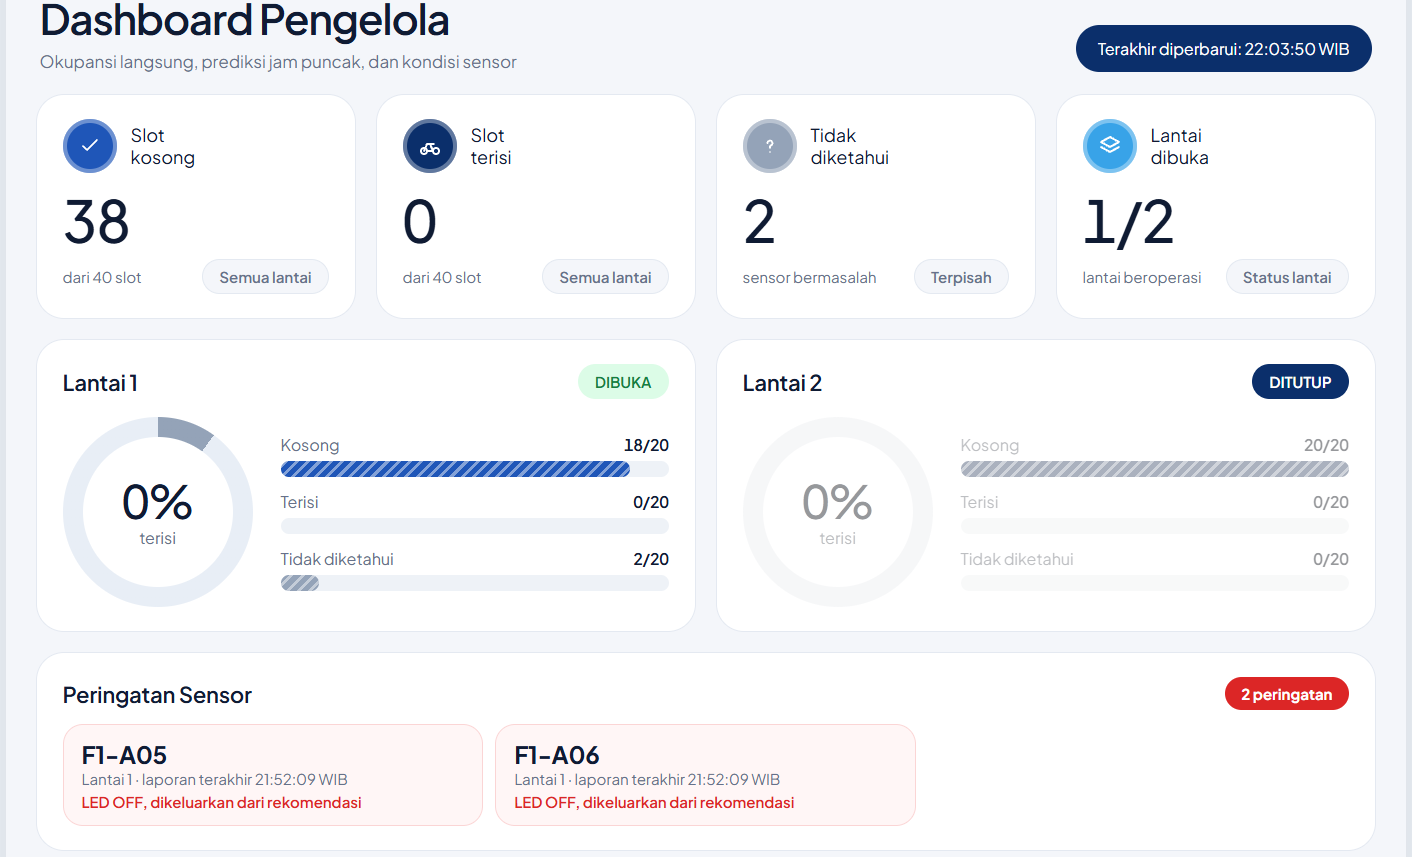 Dashboard Pengelola
Okupansi langsung, prediksi jam puncak, dan kondisi sensor
Terakhir diperbarui: 22:03:50 WIB
Slot
kosong
38
dari 40 slot
Semua lantai
Slot
terisi
0
dari 40 slot
Semua lantai
?
Tidak
diketahui
2
sensor bermasalah
Terpisah
Lantai
dibuka
1/2
lantai beroperasi
Status lantai
Lantai 1
DIBUKA
0%
terisi
Kosong
18/20
Terisi
0/20
Tidak diketahui
2/20
Lantai 2
DITUTUP
0%
terisi
Kosong
20/20
Terisi
0/20
Tidak diketahui
0/20
Peringatan Sensor
2 peringatan
F1-A05
Lantai 1 · laporan terakhir 21:52:09 WIB
LED OFF, dikeluarkan dari rekomendasi
F1-A06
Lantai 1 · laporan terakhir 21:52:09 WIB
LED OFF, dikeluarkan dari rekomendasi